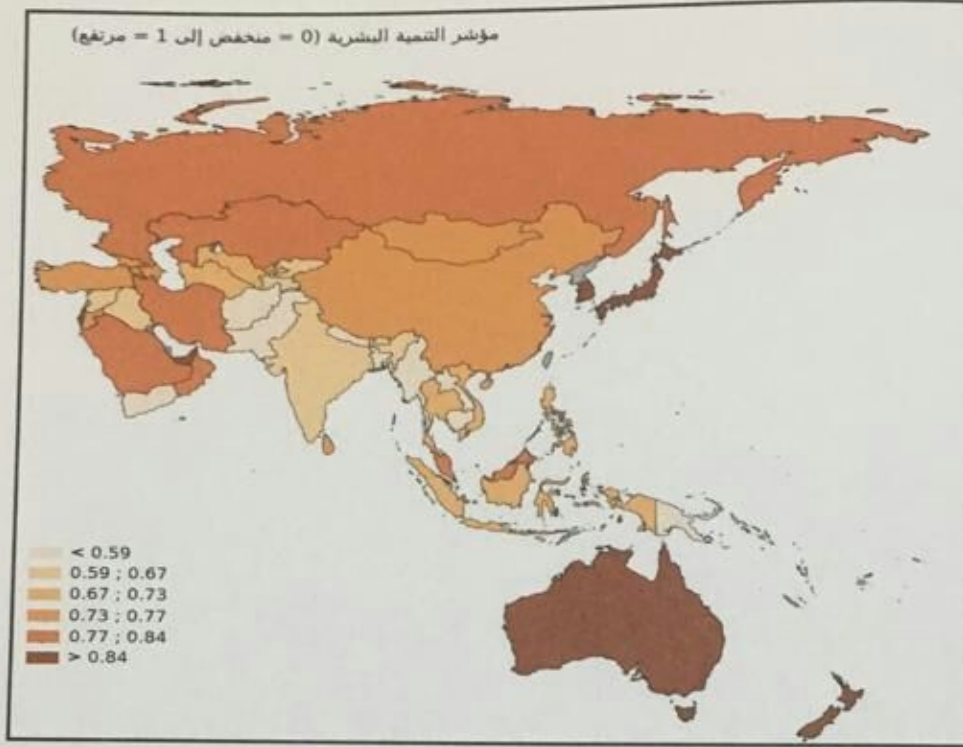 مؤشر التنمية البشرية (0 = منخفض إلى 1 = مرتفع)
< 0.59
0.59 ; 0.67
0.67 ; 0.73
0.73 ; 0.77
0.77 ; 0.84
> 0.84